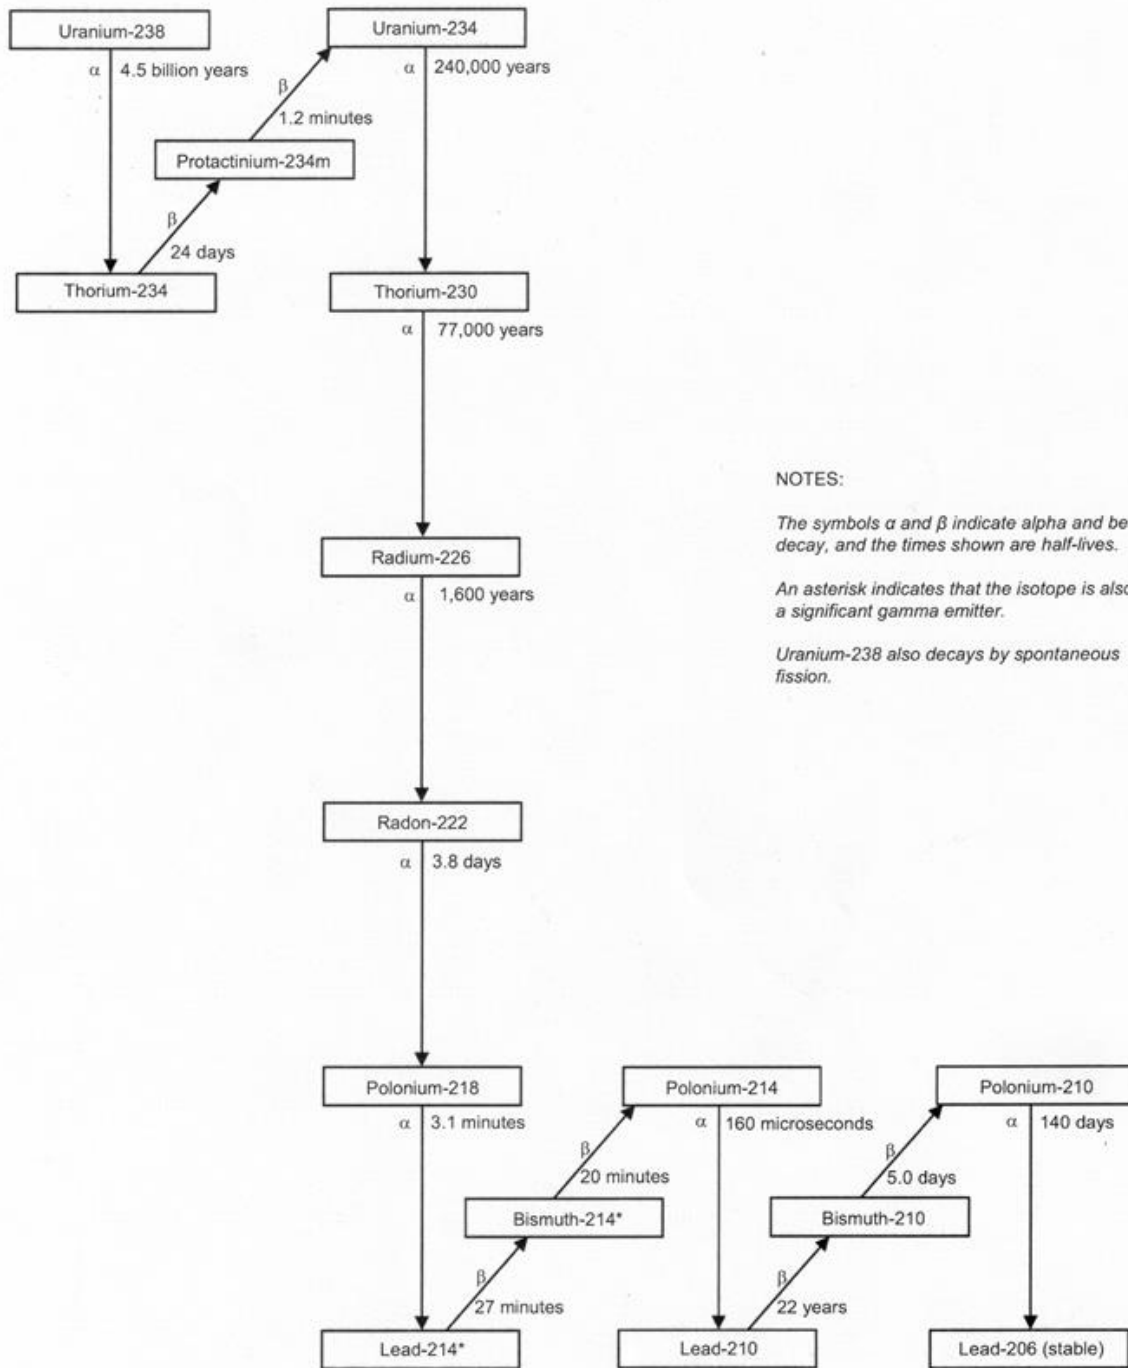 Uranium-238
Uranium-234
α 4.5 billion years
α 240,000 years
β
1.2 minutes
Protactinium-234m
β
24 days
Thorium-234
Thorium-230
α 77,000 years
NOTES:
The symbols α and β indicate alpha and be
decay, and the times shown are half-lives.
An asterisk indicates that the isotope is also
a significant gamma emitter.
Uranium-238 also decays by spontaneous
fission.
Radium-226
α 1,600 years
Radon-222
α 3.8 days
Polonium-218
Polonium-214
Polonium-210
α 3.1 minutes
α 160 microseconds
α 140 days
β
20 minutes
β
5.0 days
Bismuth-214*
Bismuth-210
β
27 minutes
β
22 years
Lead-214*
Lead-210
Lead-206 (stable)